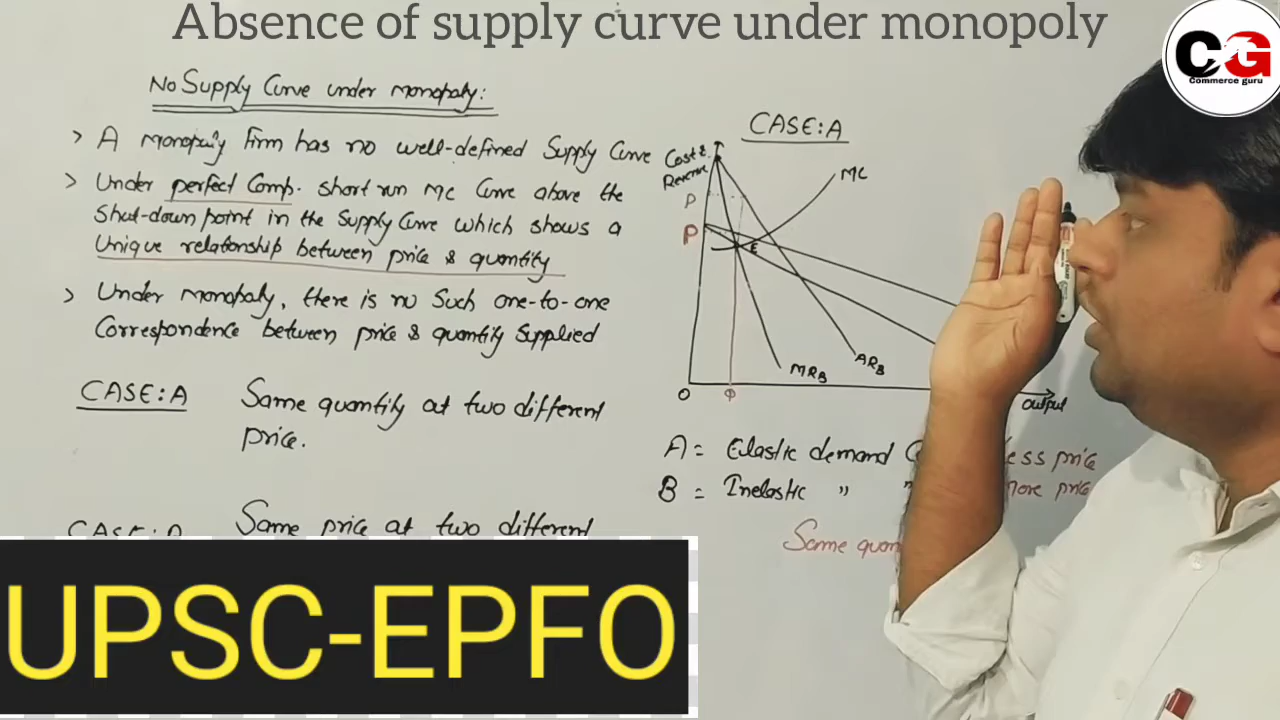 Absence of supply curve under monopoly
CG
Commerce guru
No Supply Curve under monopoly:
> A monopoly Firm has no well-defined Supply Curve
> Under perfect Comp. short run MC Curve above the
Shut-down point in the Supply Curve which shows a
Unique relationship between price & quantity
> Under monopoly, there is no Such one-to-one
Correspondence between price & quantity Supplied
CASE:A Same quantity at two different
price.
Same price at two different
UPSC-EPFO
CASE:A
Cost &
Revenue
P
P
MC
E
MRB
ARB
O
Output
A = Elastic demand
less price
B = Inelastic " "
more price
Same